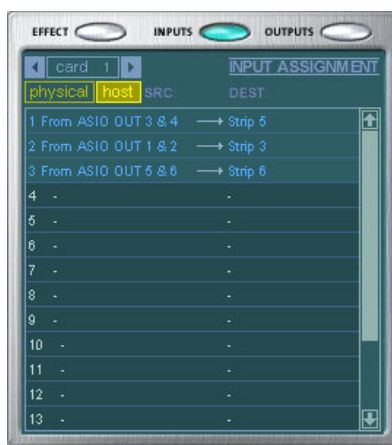 EFFECT INPUTS OUTPUTS
card 1 INPUT ASSIGNMENT
physical host SRC: DEST:
1 From ASIO OUT 3 & 4 → Strip 5
2 From ASIO OUT 1 & 2 → Strip 3
3 From ASIO OUT 5 & 6 → Strip 6
4 - -
5 - -
6 - -
7 - -
8 - -
9 - -
10 - -
11 - -
12 - -
13 - -